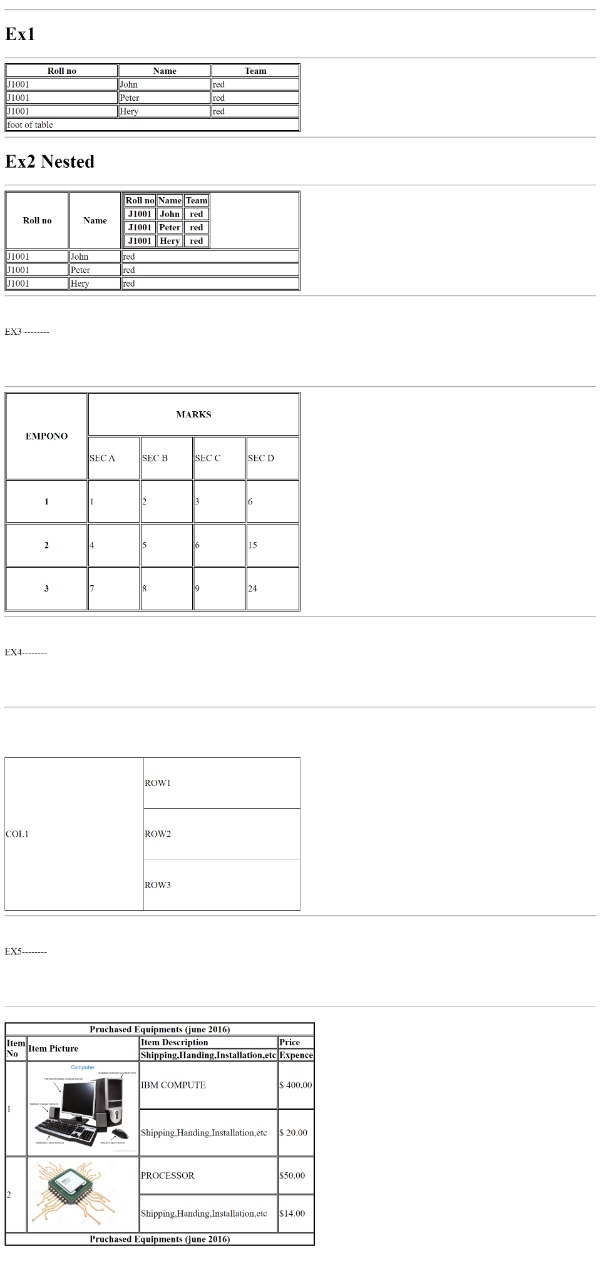 Ex1
Roll no Name Team
J1001 John red
J1001 Peter red
J1001 Hery red
foot of table
Ex2 Nested
Roll no Name
Roll no Name Team
J1001 John red
J1001 Peter red
J1001 Hery red
J1001 John red
J1001 Peter red
J1001 Hery red
EX3 --------
EMPONO MARKS
SEC A SEC B SEC C SEC D
1 1 2 3 6
2 4 5 6 15
3 7 8 9 24
EX4--------
COL1
ROW1
ROW2
ROW3
EX5--------
Pruchased Equipments (june 2016)
Item No Item Picture Item Description Price
Shipping,Handing,Installation,etc Expence
Computer
1 IBM COMPUTE $ 400.00
Shipping,Handing,Installation,etc $ 20.00
2 PROCESSOR $50.00
Shipping,Handing,Installation,etc $14.00
Pruchased Equipments (june 2016)